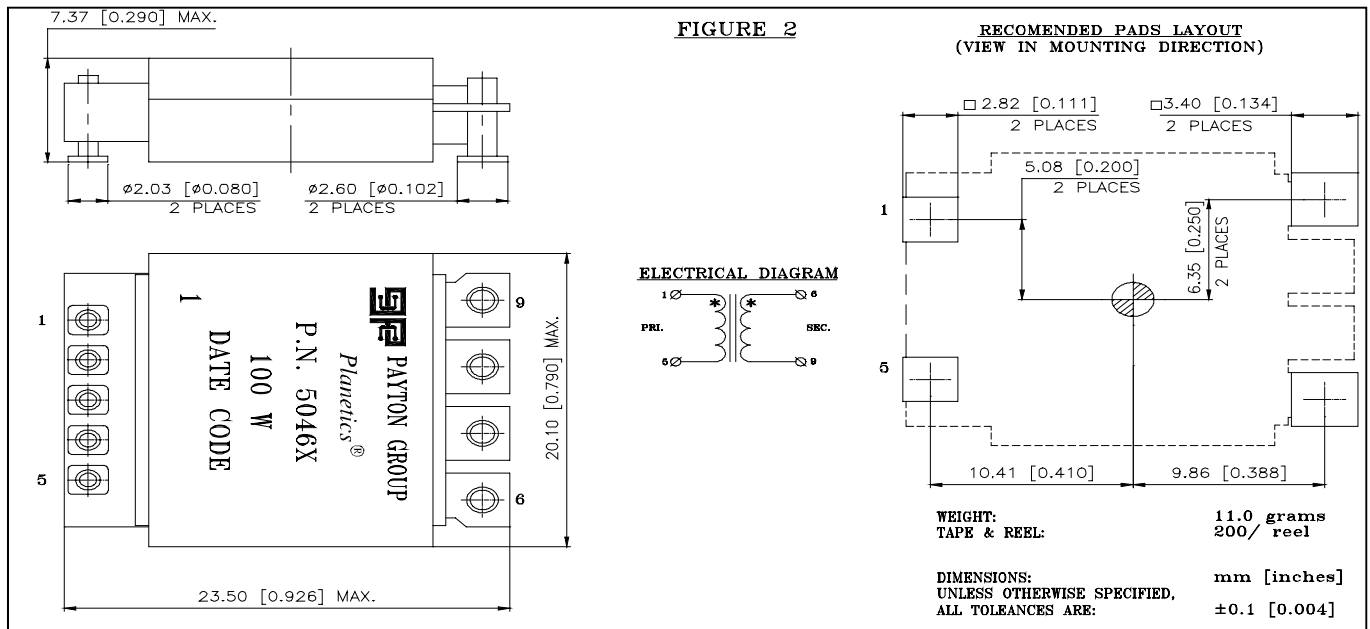 7.37 [0.290] MAX.
FIGURE 2
RECOMENDED PADS LAYOUT
(VIEW IN MOUNTING DIRECTION)
□ 2.82 [0.111]
2 PLACES
□3.40 [0.134]
2 PLACES
5.08 [0.200]
2 PLACES
ø2.03 [ø0.080]
2 PLACES
ø2.60 [ø0.102]
2 PLACES
1
5
6.35 [0.250]
2 PLACES
10.41 [0.410]
9.86 [0.388]
ELECTRICAL DIAGRAM
1
*
*
6
PRI.
SEC.
5
9
1
5
9
6
PAYTON GROUP
Planetics®
P.N. 5046X
100 W
DATE CODE
1
20.10 [0.790] MAX.
23.50 [0.926] MAX.
WEIGHT: 11.0 grams
TAPE & REEL: 200/ reel
DIMENSIONS: mm [inches]
UNLESS OTHERWISE SPECIFIED,
ALL TOLEANCES ARE: ±0.1 [0.004]